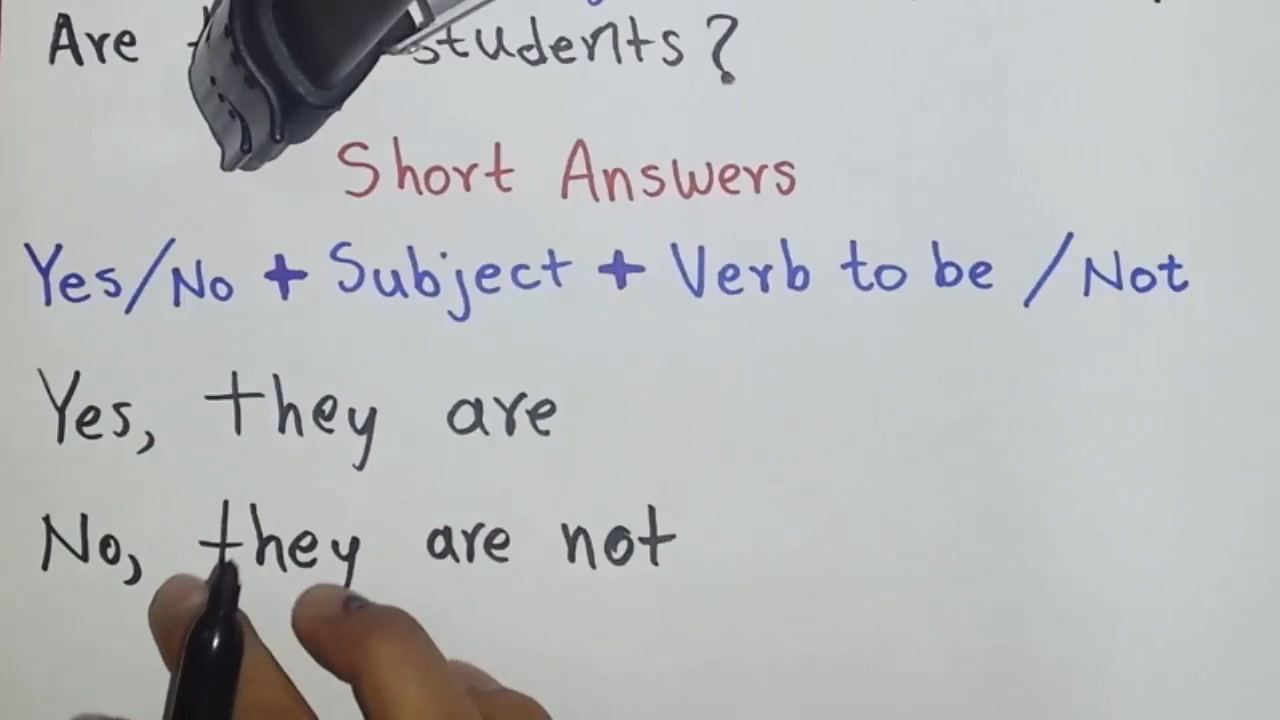 Are students?
Short Answers
Yes/No + Subject + Verb to be / Not
Yes, they are
No, they are not